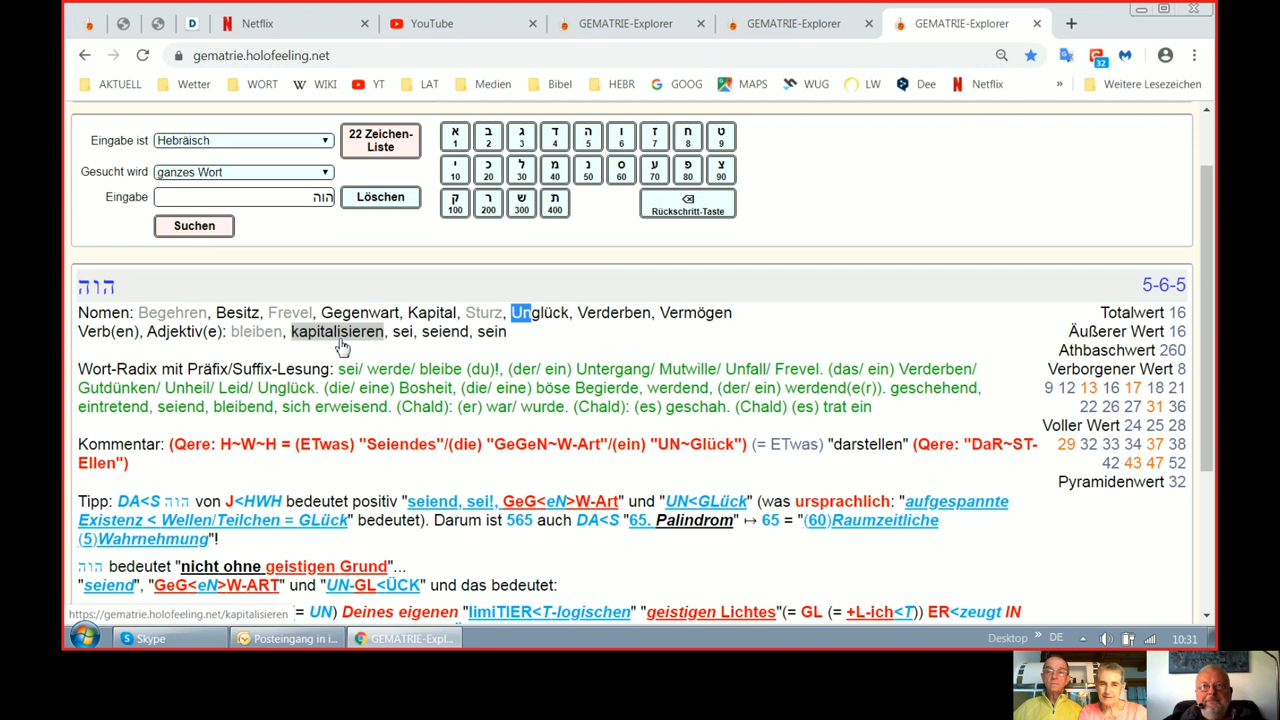 Netflix
YouTube
GEMATRIE-Explorer
GEMATRIE-Explorer
GEMATRIE-Explorer
gematrie.holofeeling.net
32
AKTUELL Wetter WORT WIKI YT LAT Medien Bibel HEBR GOOG MAPS WUG LW Dee Netflix » Weitere Lesezeichen
Eingabe ist Hebräisch
22 Zeichen-Liste
Gesucht wird ganzes Wort
Eingabe הוה Löschen
Suchen
א ב ג ד ה ו ז ח ט
1 2 3 4 5 6 7 8 9
י כ ל מ נ ס ע פ צ
10 20 30 40 50 60 70 80 90
ק ר ש ת
100 200 300 400
Rückschritt-Taste
הוה 5-6-5
Nomen: Begehren, Besitz, Frevel, Gegenwart, Kapital, Sturz, Unglück, Verderben, Vermögen
Verb(en), Adjektiv(e): bleiben, kapitalisieren, sei, seiend, sein
Wort-Radix mit Präfix/Suffix-Lesung: sei/ werde/ bleibe (du)!, (der/ ein) Untergang/ Mutwille/ Unfall/ Frevel. (das/ ein) Verderben/
Gutdünken/ Unheil/ Leid/ Unglück. (die/ eine) Bosheit, (die/ eine) böse Begierde, werdend, (der/ ein) werdend(e(r)). geschehend,
eintretend, seiend, bleibend, sich erweisend. (Chald): (er) war/ wurde. (Chald): (es) geschah. (Chald) (es) trat ein
Kommentar: (Qere: H~W~H = (ETwas) "Seiendes"/(die) "GeGeN~W-Art"/(ein) "UN~Glück") (= ETwas) "darstellen" (Qere: "DaR~ST-
Ellen")
Tipp: DA<S הוה von J<HWH bedeutet positiv "seiend, sei!, GeG<eN>W-Art" und "UN<GLück" (was ursprachlich: "aufgespannte
Existenz < Wellen/Teilchen = GLück" bedeutet). Darum ist 565 auch DA<S "65. Palindrom" ↦ 65 = "(60)Raumzeitliche
(5)Wahrnehmung"!
הוה bedeutet "nicht ohne geistigen Grund"...
"seiend", "GeG<eN>W-ART" und "UN-GL<ÜCK" und das bedeutet:
= UN) Deines eigenen "limiTIER<T-logischen" "geistigen Lichtes"(= GL (= +L-ich<T)) ER<zeugt IN
Totalwert 16
Äußerer Wert 16
Athbaschwert 260
Verborgener Wert 8
9 12 13 16 17 18 21
22 26 27 31 36
Voller Wert 24 25 28
29 32 33 34 37 38
42 43 47 52
Pyramidenwert 32
https://gematrie.holofeeling.net/kapitalisieren
Skype
Posteingang in i...
GEMATRIE-Expl...
Desktop » DE 10:31